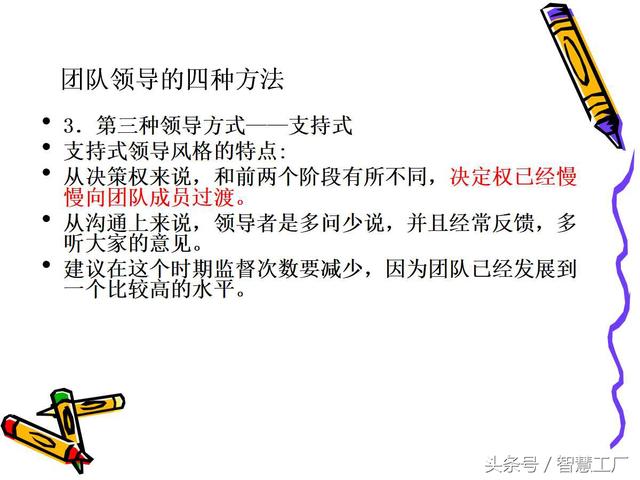 团队领导的四种方法
• 3．第三种领导方式——支持式
• 支持式领导风格的特点:
• 从决策权来说，和前两个阶段有所不同，决定权已经慢
慢向团队成员过渡。
• 从沟通上来说，领导者是多问少说，并且经常反馈，多
听大家的意见。
• 建议在这个时期监督次数要减少，因为团队已经发展到
一个比较高的水平。
头条号／智慧工厂